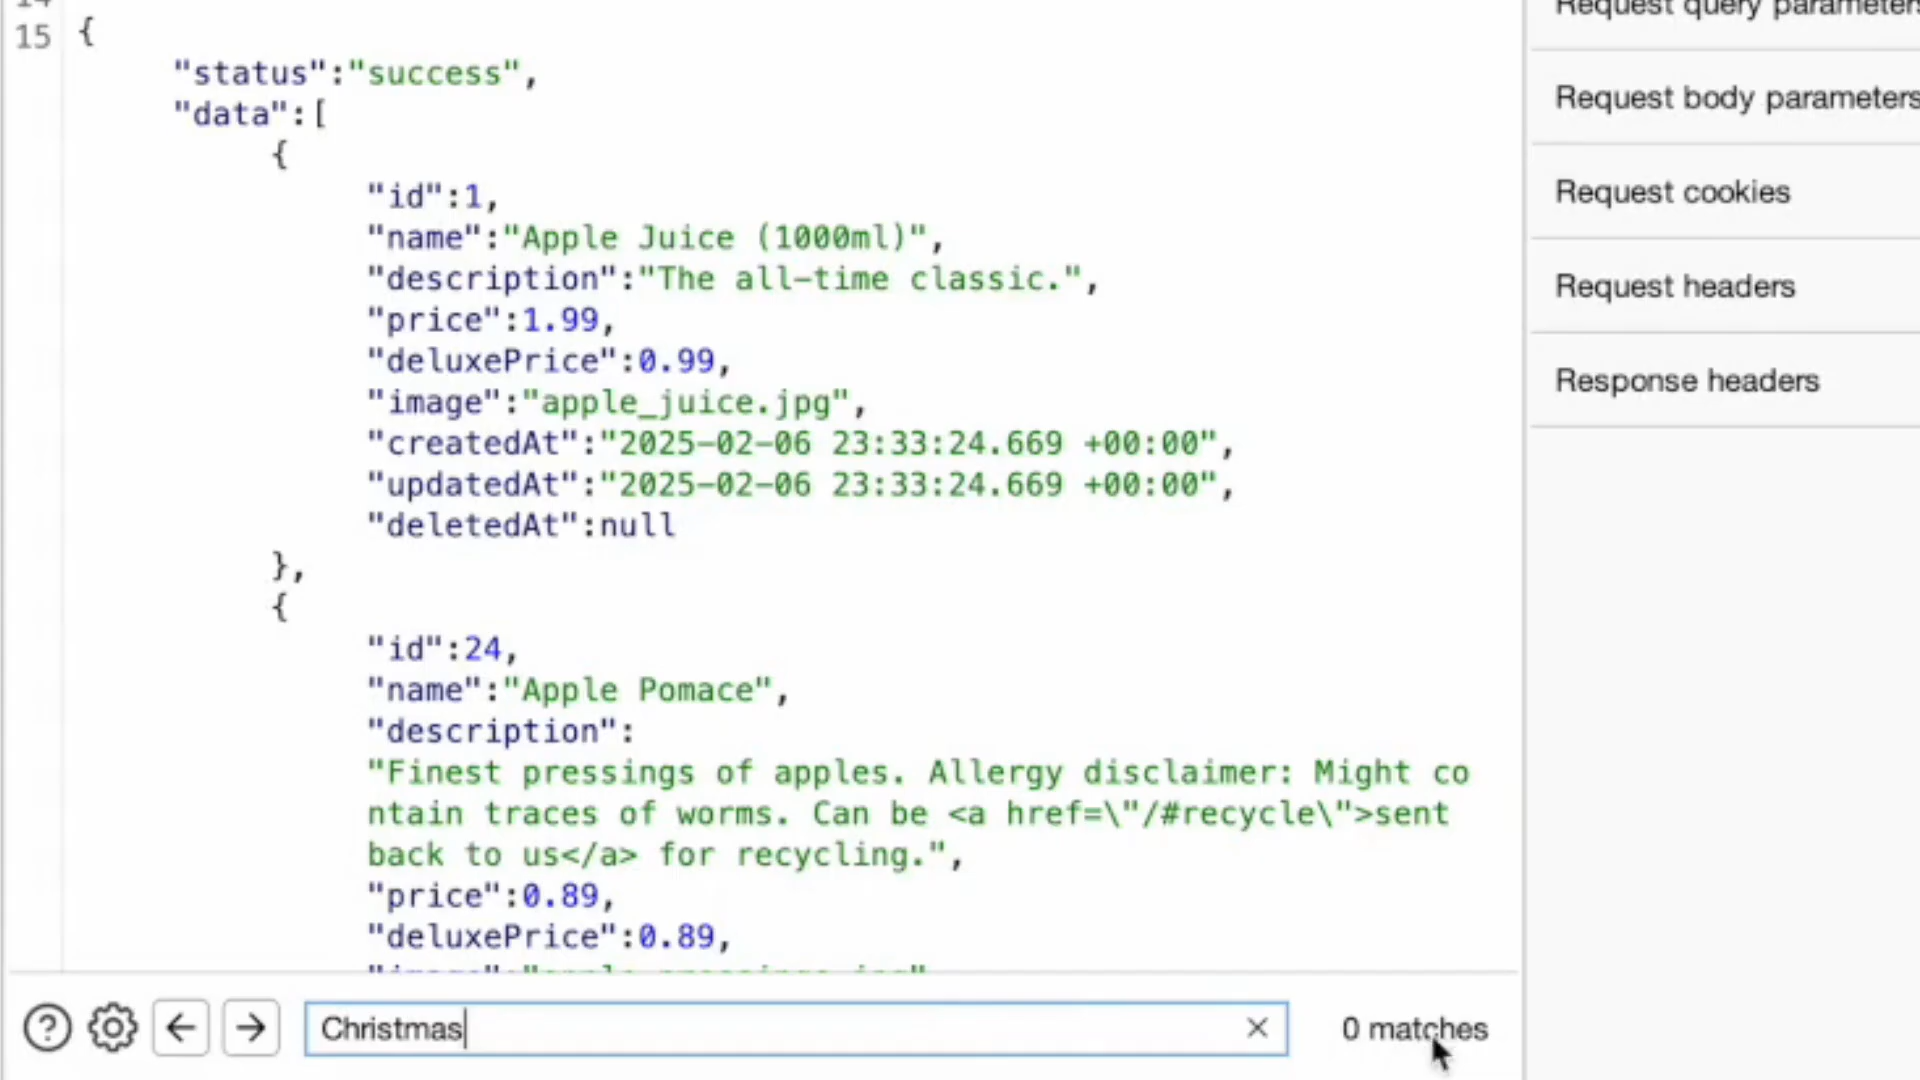 14
15 {
"status":"success",
"data":[
{
"id":1,
"name":"Apple Juice (1000ml)",
"description":"The all-time classic.",
"price":1.99,
"deluxePrice":0.99,
"image":"apple_juice.jpg",
"createdAt":"2025-02-06 23:33:24.669 +00:00",
"updatedAt":"2025-02-06 23:33:24.669 +00:00",
"deletedAt":null
},
{
"id":24,
"name":"Apple Pomace",
"description":
"Finest pressings of apples. Allergy disclaimer: Might co
ntain traces of worms. Can be <a href=\"/#recycle\">sent
back to us</a> for recycling.",
"price":0.89,
"deluxePrice":0.89,
Christmas
0 matches
Request query parameters
Request body parameters
Request cookies
Request headers
Response headers